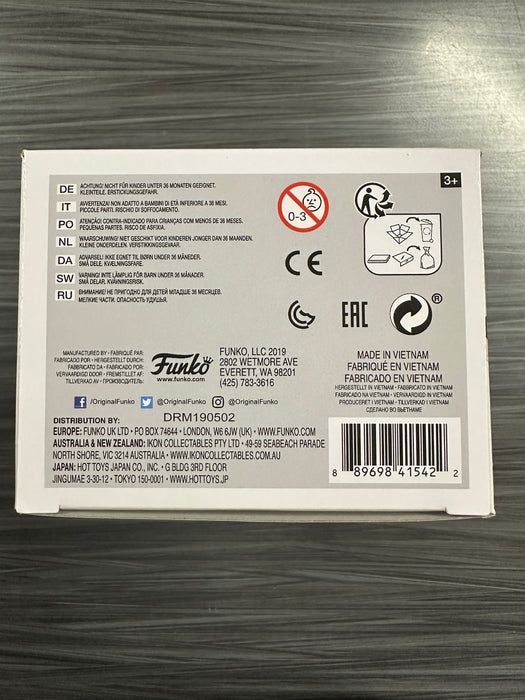 3+
DE ACHTUNG! NICHT FÜR KINDER UNTER 36 MONATEN GEEIGNET.
KLEINTEILE. ERSTICKUNGSGEFAHR.
IT AVVERTENZA! NON ADATTO A BAMBINI DI ETÀ INFERIORE A 36 MESI.
PICCOLE PARTI. RISCHIO DI SOFFOCAMENTO.
PO ATENÇÃO! CONTRA-INDICADO PARA CRIANÇAS COM MENOS DE 36 MESES.
PEQUENAS PARTES. RISCO DE ASFIXIA.
NL WAARSCHUWING! NIET GESCHIKT VOOR KINDEREN JONGER DAN 36 MAANDEN.
KLEINE ONDERDELEN. VERSTIKKINGSGEVAAR.
DA ADVARSEL! IKKE EGNET TIL BØRN UNDER 36 MÅNEDER.
SMÅ DELE. KVÆLNINGSFARE.
SW VARNING! INTE LÄMPLIG FÖR BARN UNDER 36 MÅNADER.
SMÅ DELAR. KVÄVNINGSRISK.
RU ВНИМАНИЕ! НЕ ПРИГОДНО ДЛЯ ДЕТЕЙ МЛАДШЕ 36 МЕСЯЦЕВ.
МЕЛКИЕ ЧАСТИ. ОПАСНОСТЬ УДУШЬЯ.
0-3
CE
EAC
®
MANUFACTURED BY • FABRIQUÉ PAR:
FABRICADO POR • HERGESTELLT DURCH:
FABBRICATO DA • FABRICADO POR:
VERVAARDIGD DOOR • FREMSTILLET AF •
TILLVERKAD AV • ПРОИЗВОДИТЕЛЬ:
Funko
www.funko.com
FUNKO, LLC 2019
2802 WETMORE AVE
EVERETT, WA 98201
(425) 783-3616
/OriginalFunko @OriginalFunko @OriginalFunko
DRM190502
DISTRIBUTION BY:
EUROPE: FUNKO UK LTD • PO BOX 74644 • LONDON, W6 6JW (UK) • WWW.FUNKO.COM
AUSTRALIA & NEW ZEALAND: IKON COLLECTABLES PTY LTD • 49-59 SEABEACH PARADE
NORTH SHORE, VIC 3214 AUSTRALIA • WWW.IKONCOLLECTABLES.COM.AU
JAPAN: HOT TOYS JAPAN CO., INC. • G BLDG 3RD FLOOR
JINGUMAE 3-30-12 • TOKYO 150-0001 • WWW.HOTTOYS.JP
MADE IN VIETNAM
FABRIQUÉ EN VIETNAM
FABRICADO EN VIETNAM
HERGESTELLT IN VIETNAM • FABBRICATO IN VIETNAM
FABRICADO NA VIETNAM • VERVAARDIGD IN VIETNAM
PRODUCERET I VIETNAM • TILLVERKAD I VIETNAM
СДЕЛАНО ВО ВЬЕТНАМЕ
8 89698 41542 2